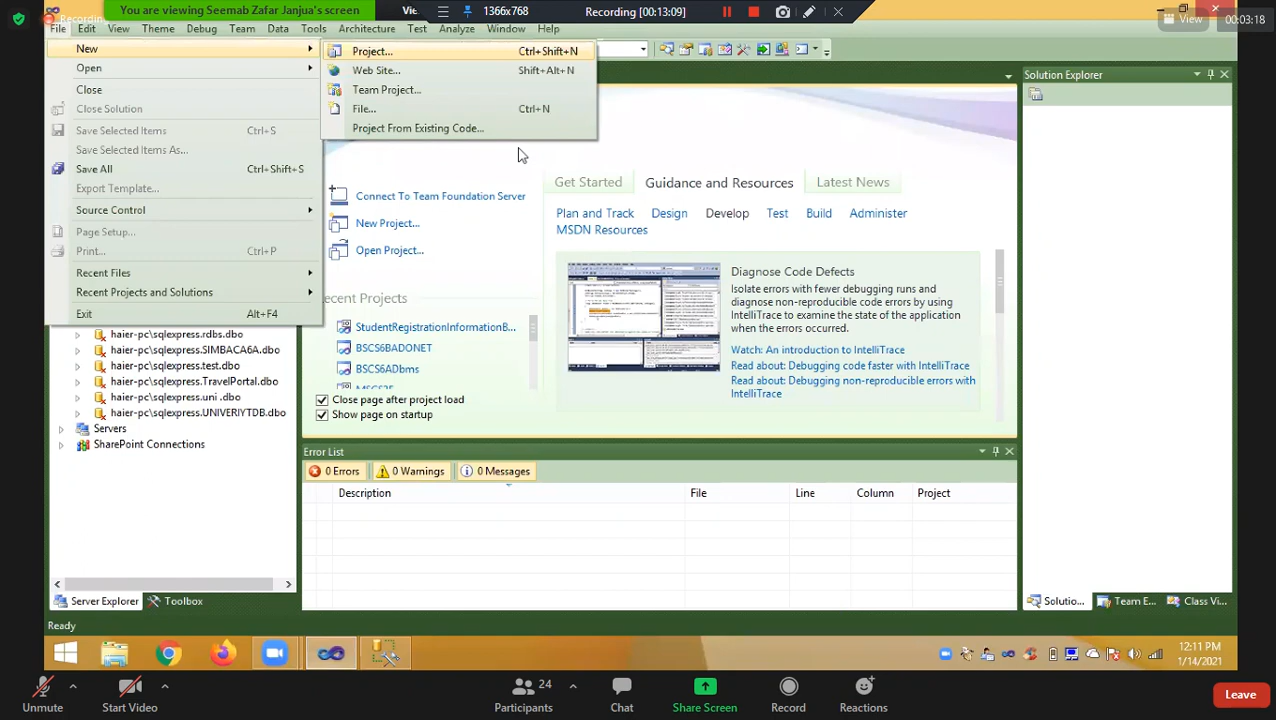 You are viewing Seemab Zafar Janjua's screen
1366x768
Recording [00:13:09]
View
00:03:18
File Edit View Theme Debug Team Data Tools Architecture Test Analyze Window Help
New
Open
Close
Close Solution
Save Selected Items Ctrl+S
Save Selected Items As...
Save All Ctrl+Shift+S
Export Template...
Source Control
Page Setup...
Print... Ctrl+P
Recent Files
Recent Projects and Solutions
Exit Alt+F4
Project... Ctrl+Shift+N
Web Site... Shift+Alt+N
Team Project...
File... Ctrl+N
Project From Existing Code...
haier-pc\sqlexpress.rdbs.dbo
haier-pc\sqlexpress.SIMBACA6A.dbo
haier-pc\sqlexpress.test.dbo
haier-pc\sqlexpress.TravelPortal.dbo
haier-pc\sqlexpress.uni .dbo
haier-pc\sqlexpress.UNIVERIYTDB.dbo
Servers
SharePoint Connections
Server Explorer Toolbox
Connect To Team Foundation Server
New Project...
Open Project...
ecent Projects
StudentRegistrationInformationB...
BSCS6BADONET
BSCS6ADbms
Close page after project load
Show page on startup
Get Started Guidance and Resources Latest News
Plan and Track Design Develop Test Build Administer
MSDN Resources
Diagnose Code Defects
Isolate errors with fewer debugging runs and
diagnose non-reproducible code errors by using
IntelliTrace to examine the state of the application
when the errors occurred.
Watch: An introduction to IntelliTrace
Read about: Debugging code faster with IntelliTrace
Read about: Debugging non-reproducible errors with
IntelliTrace
Error List
0 Errors 0 Warnings 0 Messages
Description File Line Column Project
Solution Explorer
Solutio... Team E... Class Vi...
Ready
12:11 PM
1/14/2021
Unmute
Start Video
24
Participants
Chat
Share Screen
Record
Reactions
Leave